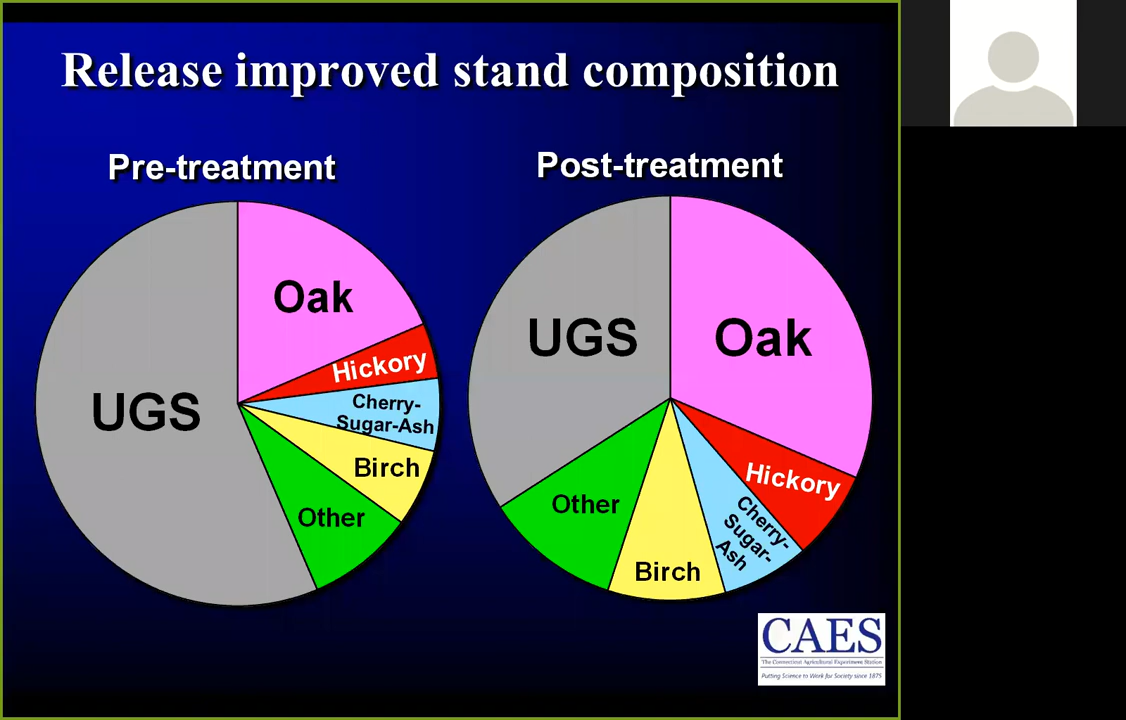 Release improved stand composition
Pre-treatment
Post-treatment
Oak
Hickory
Cherry-
Sugar-Ash
Birch
Other
UGS
UGS
Oak
Hickory
Cherry-
Sugar-
Ash
Birch
Other
CAES
The Connecticut Agricultural Experiment Station
Putting Science to Work for Society since 1875